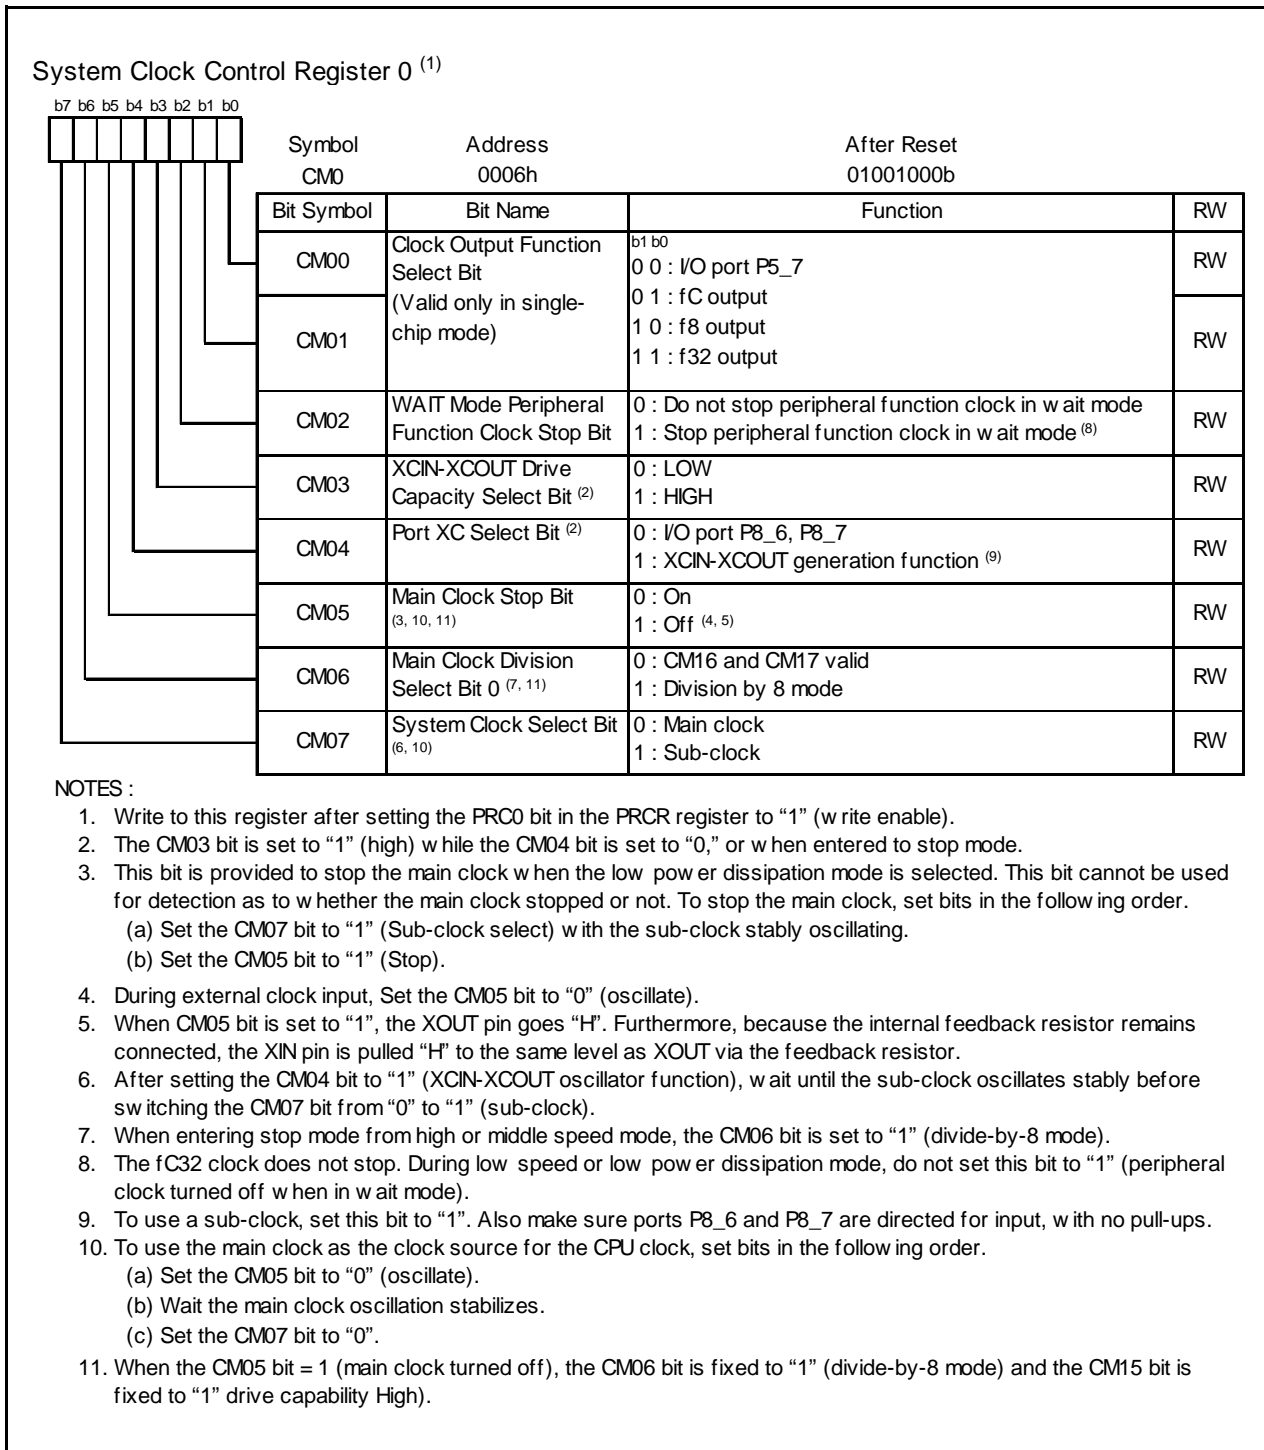 System Clock Control Register 0 (1)
b7 b6 b5 b4 b3 b2 b1 b0
Symbol Address After Reset
CM0 0006h 01001000b
Bit Symbol Bit Name Function RW
CM00 Clock Output Function Select Bit (Valid only in single-chip mode) b1 b0 RW
0 0 : I/O port P5_7
0 1 : fC output
CM01 1 0 : f8 output RW
1 1 : f32 output
CM02 WAIT Mode Peripheral 0 : Do not stop peripheral function clock in wait mode RW
Function Clock Stop Bit 1 : Stop peripheral function clock in wait mode (8)
CM03 XCIN-XCOUT Drive 0 : LOW RW
Capacity Select Bit (2) 1 : HIGH
CM04 Port XC Select Bit (2) 0 : I/O port P8_6, P8_7 RW
1 : XCIN-XCOUT generation function (9)
CM05 Main Clock Stop Bit 0 : On RW
(3, 10, 11) 1 : Off (4, 5)
CM06 Main Clock Division 0 : CM16 and CM17 valid RW
Select Bit 0 (7, 11) 1 : Division by 8 mode
CM07 System Clock Select Bit 0 : Main clock RW
(6, 10) 1 : Sub-clock
NOTES :
1. Write to this register after setting the PRC0 bit in the PRCR register to “1” (write enable).
2. The CM03 bit is set to “1” (high) while the CM04 bit is set to “0,” or when entered to stop mode.
3. This bit is provided to stop the main clock when the low power dissipation mode is selected. This bit cannot be used
for detection as to whether the main clock stopped or not. To stop the main clock, set bits in the following order.
(a) Set the CM07 bit to “1” (Sub-clock select) with the sub-clock stably oscillating.
(b) Set the CM05 bit to “1” (Stop).
4. During external clock input, Set the CM05 bit to “0” (oscillate).
5. When CM05 bit is set to “1”, the XOUT pin goes “H”. Furthermore, because the internal feedback resistor remains
connected, the XIN pin is pulled “H” to the same level as XOUT via the feedback resistor.
6. After setting the CM04 bit to “1” (XCIN-XCOUT oscillator function), wait until the sub-clock oscillates stably before
switching the CM07 bit from “0” to “1” (sub-clock).
7. When entering stop mode from high or middle speed mode, the CM06 bit is set to “1” (divide-by-8 mode).
8. The fC32 clock does not stop. During low speed or low power dissipation mode, do not set this bit to “1” (peripheral
clock turned off when in wait mode).
9. To use a sub-clock, set this bit to “1”. Also make sure ports P8_6 and P8_7 are directed for input, with no pull-ups.
10. To use the main clock as the clock source for the CPU clock, set bits in the following order.
(a) Set the CM05 bit to “0” (oscillate).
(b) Wait the main clock oscillation stabilizes.
(c) Set the CM07 bit to “0”.
11. When the CM05 bit = 1 (main clock turned off), the CM06 bit is fixed to “1” (divide-by-8 mode) and the CM15 bit is
fixed to “1” drive capability High).